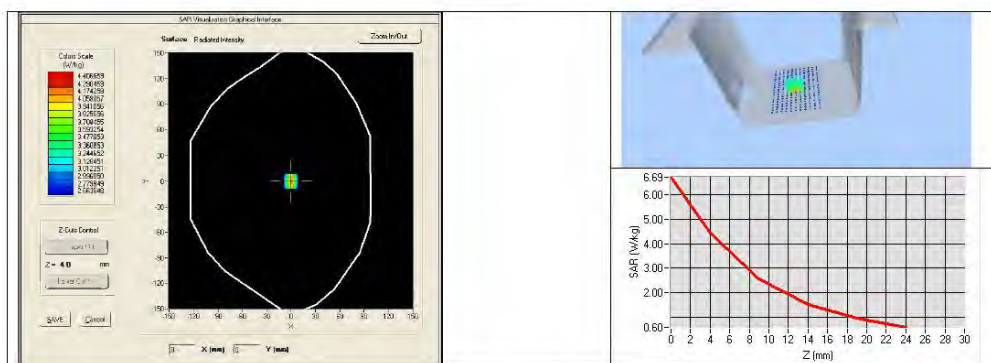 SAR Visualisation Graphical Interface
Surface Radiated Intensity
Zoom In/Out
Colors Scale
(W/kg)
4.406659
4.290459
4.174259
4.058057
3.941856
3.825656
3.709455
3.593254
3.477053
3.360853
3.244652
3.128451
3.012251
2.896050
2.779849
2.663648
150
120
90
60
30
0
-30
-60
-90
-120
-150
Y
-150 -120 -90 -60 -30 0 30 60 90 120 150
X
Z-Cuts Control
Z = 4.0 mm
SAVE
Cancel
X (mm)
Y (mm)
6.69
6.00
5.00
4.00
3.00
2.00
0.60
SAR (W/kg)
0 2 4 6 8 10 12 14 16 18 20 22 24 26 28 30
Z (mm)